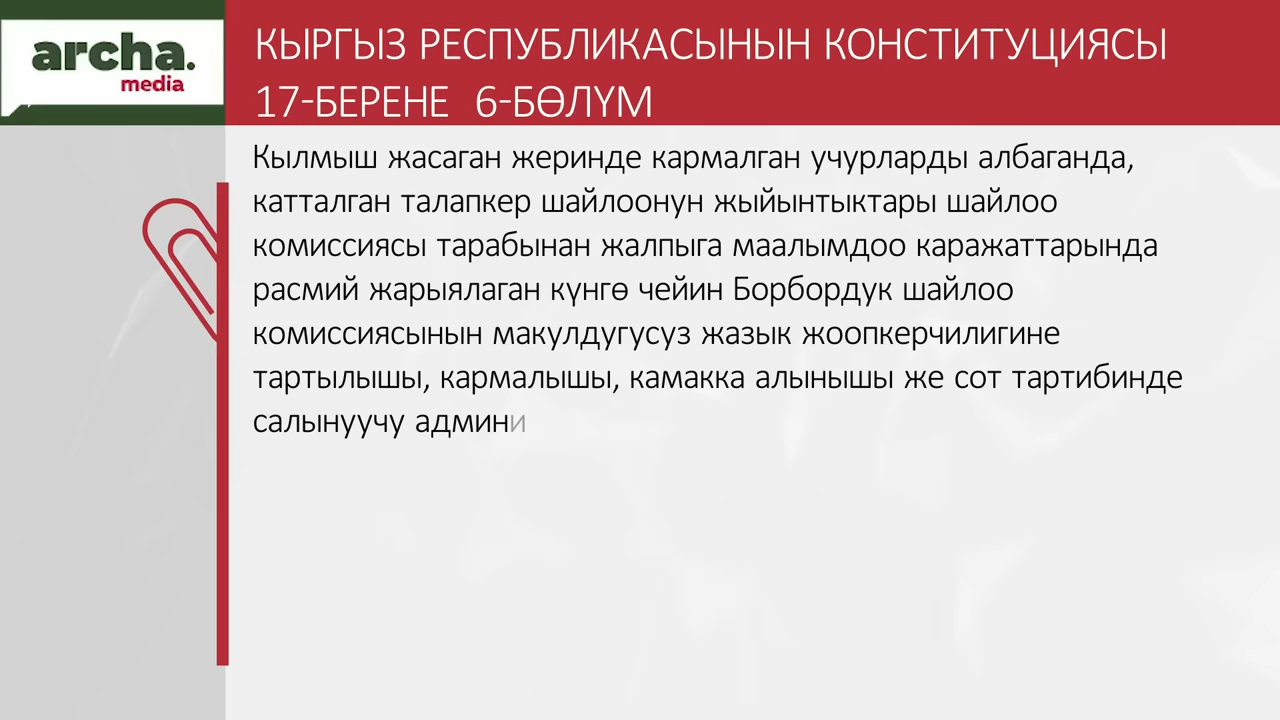 archa.
media
КЫРГЫЗ РЕСПУБЛИКАСЫНЫН КОНСТИТУЦИЯСЫ
17-БЕРЕНЕ 6-БӨЛҮМ
Кылмыш жасаган жеринде кармалган учурларды албаганда,
катталган талапкер шайлоонун жыйынтыктары шайлоо
комиссиясы тарабынан жалпыга маалымдоо каражаттарында
расмий жарыялаган күнгө чейин Борбордук шайлоо
комиссиясынын макулдугусуз жазык жоопкерчилигине
тартылышы, кармалышы, камакка алынышы же сот тартибинде
салынуучу админи